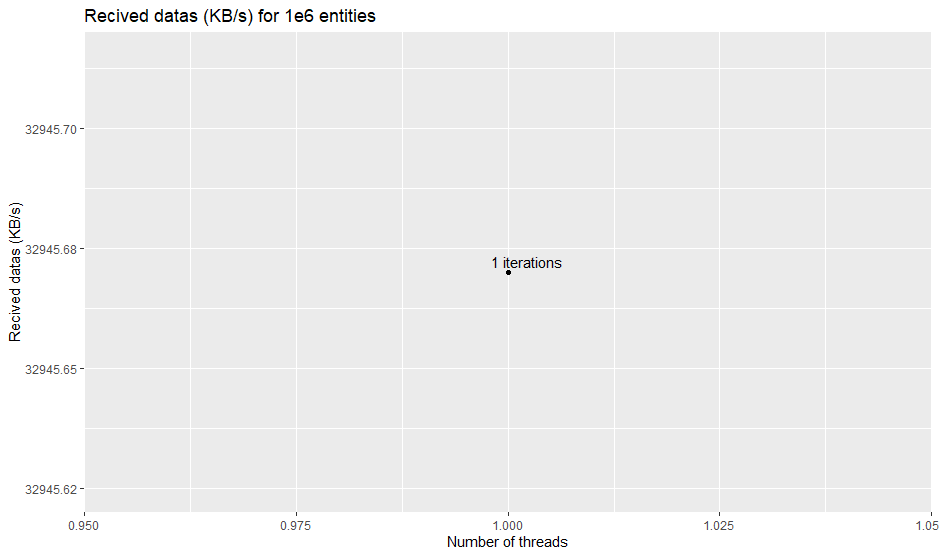 Recived datas (KB/s) for 1e6 entities
Recived datas (KB/s)
32945.70
32945.68
32945.65
32945.62
1 iterations
0.950
0.975
1.000
1.025
1.05
Number of threads